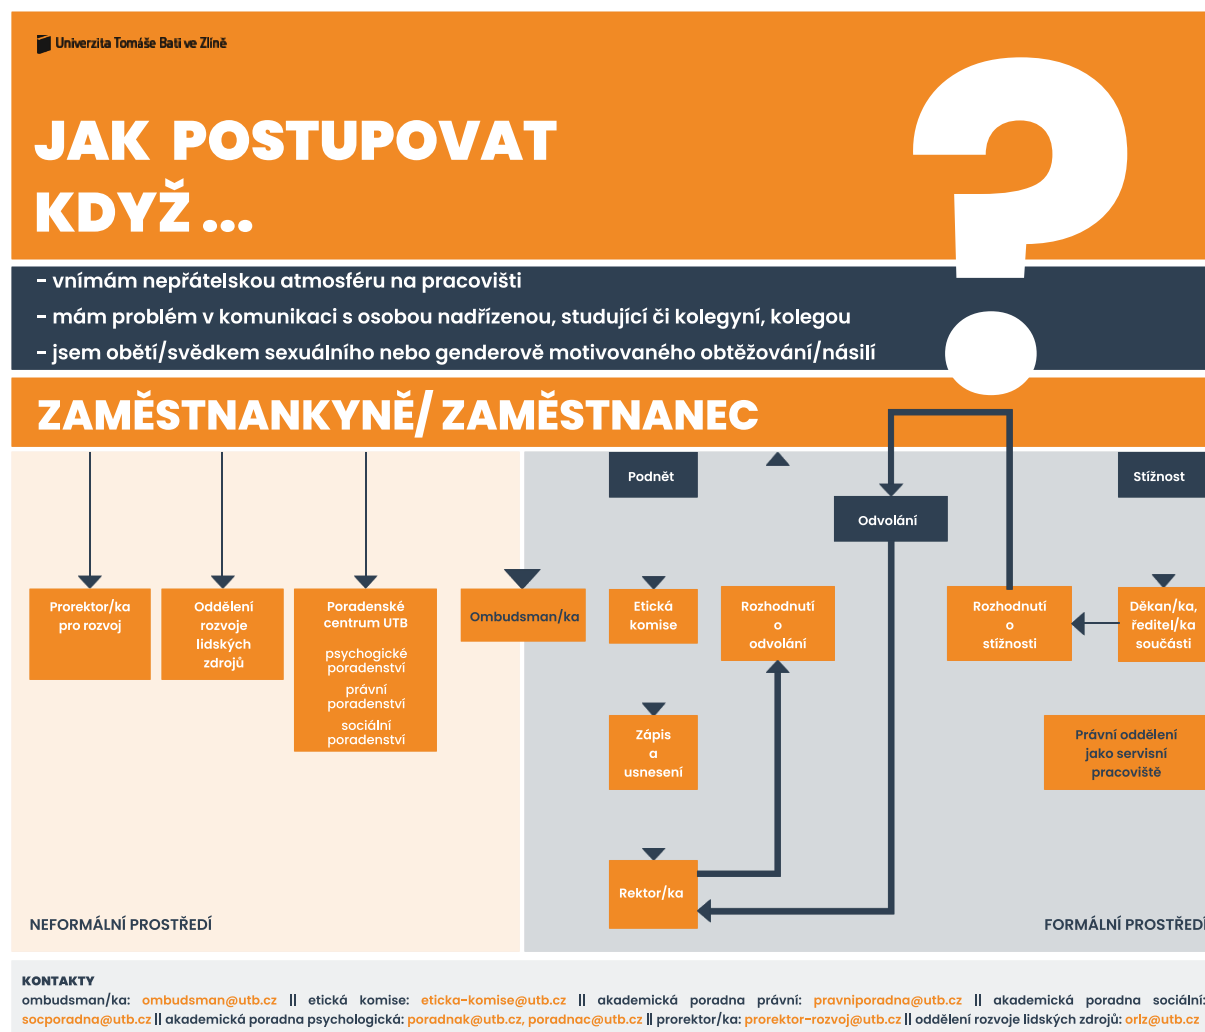 Univerzita Tomáše Bati ve Zlíně
JAK POSTUPOVAT
KDYŽ ...
?
- vnímám nepřátelskou atmosféru na pracovišti
- mám problém v komunikaci s osobou nadřízenou, studující či kolegyní, kolegou
- jsem obětí/svědkem sexuálního nebo genderově motivovaného obtěžování/násilí
ZAMĚSTNANKYNĚ/ ZAMĚSTNANEC
Podnět
Stížnost
Odvolání
Prorektor/ka
pro rozvoj
Oddělení
rozvoje
lidských
zdrojů
Poradenské
centrum UTB
psychogické
poradenství
právní
poradenství
sociální
poradenství
Ombudsman/ka
Etická
komise
Rozhodnutí
o
odvolání
Rozhodnutí
o
stížnosti
Děkan/ka,
ředitel/ka
součásti
Zápis
a
usnesení
Právní oddělení
jako servisní
pracoviště
Rektor/ka
NEFORMÁLNÍ PROSTŘEDÍ
FORMÁLNÍ PROSTŘEDÍ
KONTAKTY
ombudsman/ka: ombudsman@utb.cz || etická komise: eticka-komise@utb.cz || akademická poradna právní: pravniporadna@utb.cz || akademická poradna sociální:
socporadna@utb.cz || akademická poradna psychologická: poradnak@utb.cz, poradnac@utb.cz || prorektor/ka: prorektor-rozvoj@utb.cz || oddělení rozvoje lidských zdrojů: orlz@utb.cz